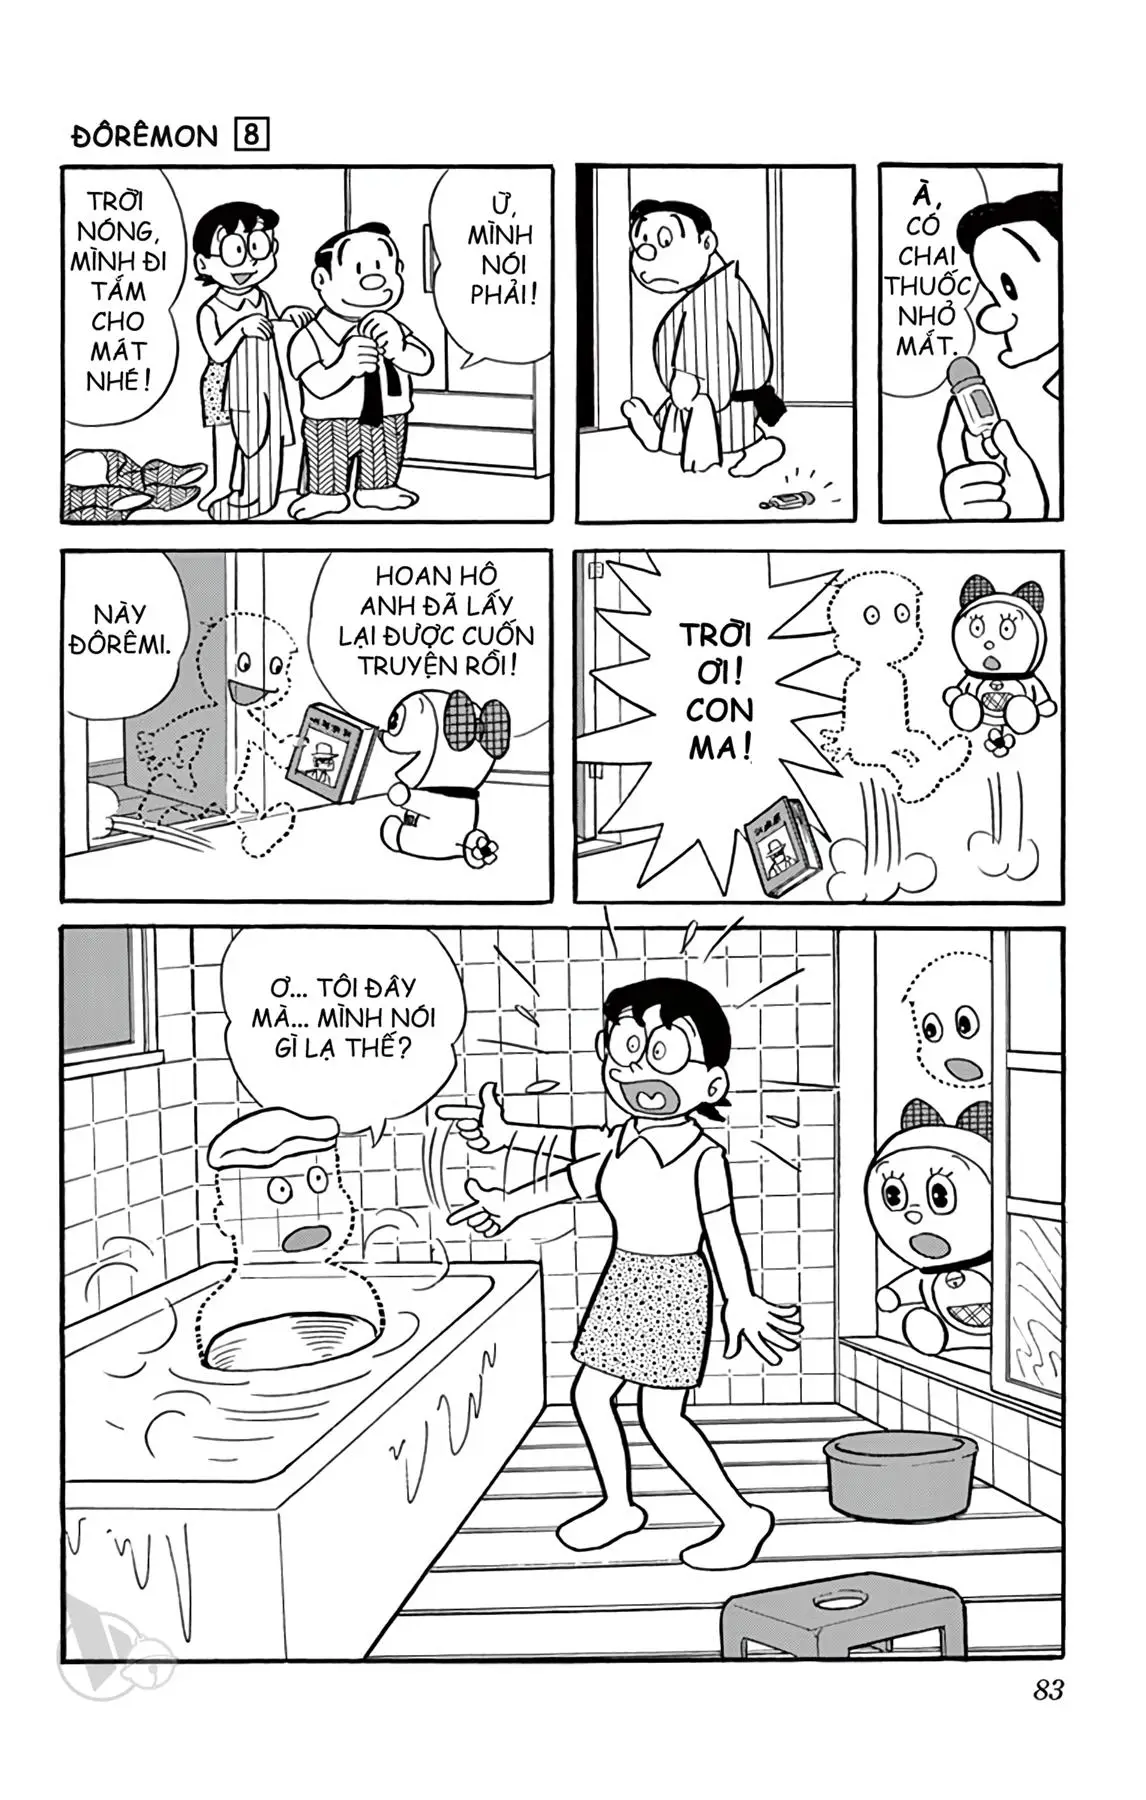 ĐÔRÊMON 8
TRỜI
NÓNG,
MÌNH ĐI
TẮM
CHO
MÁT
NHÉ!
Ừ,
MÌNH
NÓI
PHẢI!
À,
CÓ
CHAI
THUỐC
NHỎ
MẮT.
NÀY
ĐÔRÊMI.
HOAN HÔ
ANH ĐÃ LẤY
LẠI ĐƯỢC CUỐN
TRUYỆN RỒI!
TRỜI
ƠI!
CON
MA!
Ơ... TÔI ĐÂY
MÀ... MÌNH NÓI
GÌ LẠ THẾ?
83